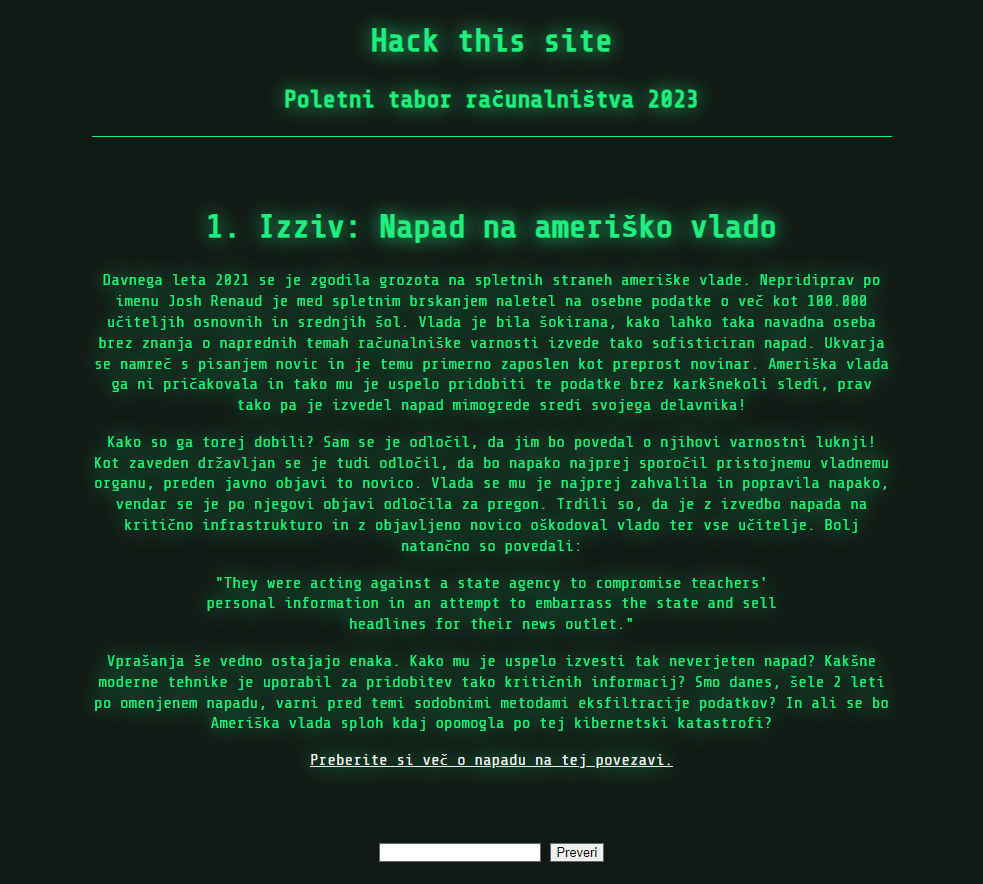 Hack this site
Poletni tabor računalništva 2023
1. Izziv: Napad na ameriško vlado
Davnega leta 2021 se je zgodila grozota na spletnih straneh ameriške vlade. Nepridiprav po
imenu Josh Renaud je med spletnim brskanjem naletel na osebne podatke o več kot 100.000
učiteljih osnovnih in srednjih šol. Vlada je bila šokirana, kako lahko taka navadna oseba
brez znanja o naprednih temah računalniške varnosti izvede tako sofisticiran napad. Ukvarja
se namreč s pisanjem novic in je temu primerno zaposlen kot preprost novinar. Ameriška vlada
ga ni pričakovala in tako mu je uspelo pridobiti te podatke brez karkšnekoli sledi, prav
tako pa je izvedel napad mimogrede sredi svojega delavnika!
Kako so ga torej dobili? Sam se je odločil, da jim bo povedal o njihovi varnostni luknji!
Kot zaveden državljan se je tudi odločil, da bo napako najprej sporočil pristojnemu vladnemu
organu, preden javno objavi to novico. Vlada se mu je najprej zahvalila in popravila napako,
vendar se je po njegovi objavi odločila za pregon. Trdili so, da je z izvedbo napada na
kritično infrastrukturo in z objavljeno novico oškodoval vlado ter vse učitelje. Bolj
natančno so povedali:
"They were acting against a state agency to compromise teachers'
personal information in an attempt to embarrass the state and sell
headlines for their news outlet."
Vprašanja še vedno ostajajo enaka. Kako mu je uspelo izvesti tak neverjeten napad? Kakšne
moderne tehnike je uporabil za pridobitev tako kritičnih informacij? Smo danes, šele 2 leti
po omenjenem napadu, varni pred temi sodobnimi metodami eksfiltracije podatkov? In ali se bo
Ameriška vlada sploh kdaj opomogla po tej kibernetski katastrofi?
Preberite si več o napadu na tej povezavi.
Preveri